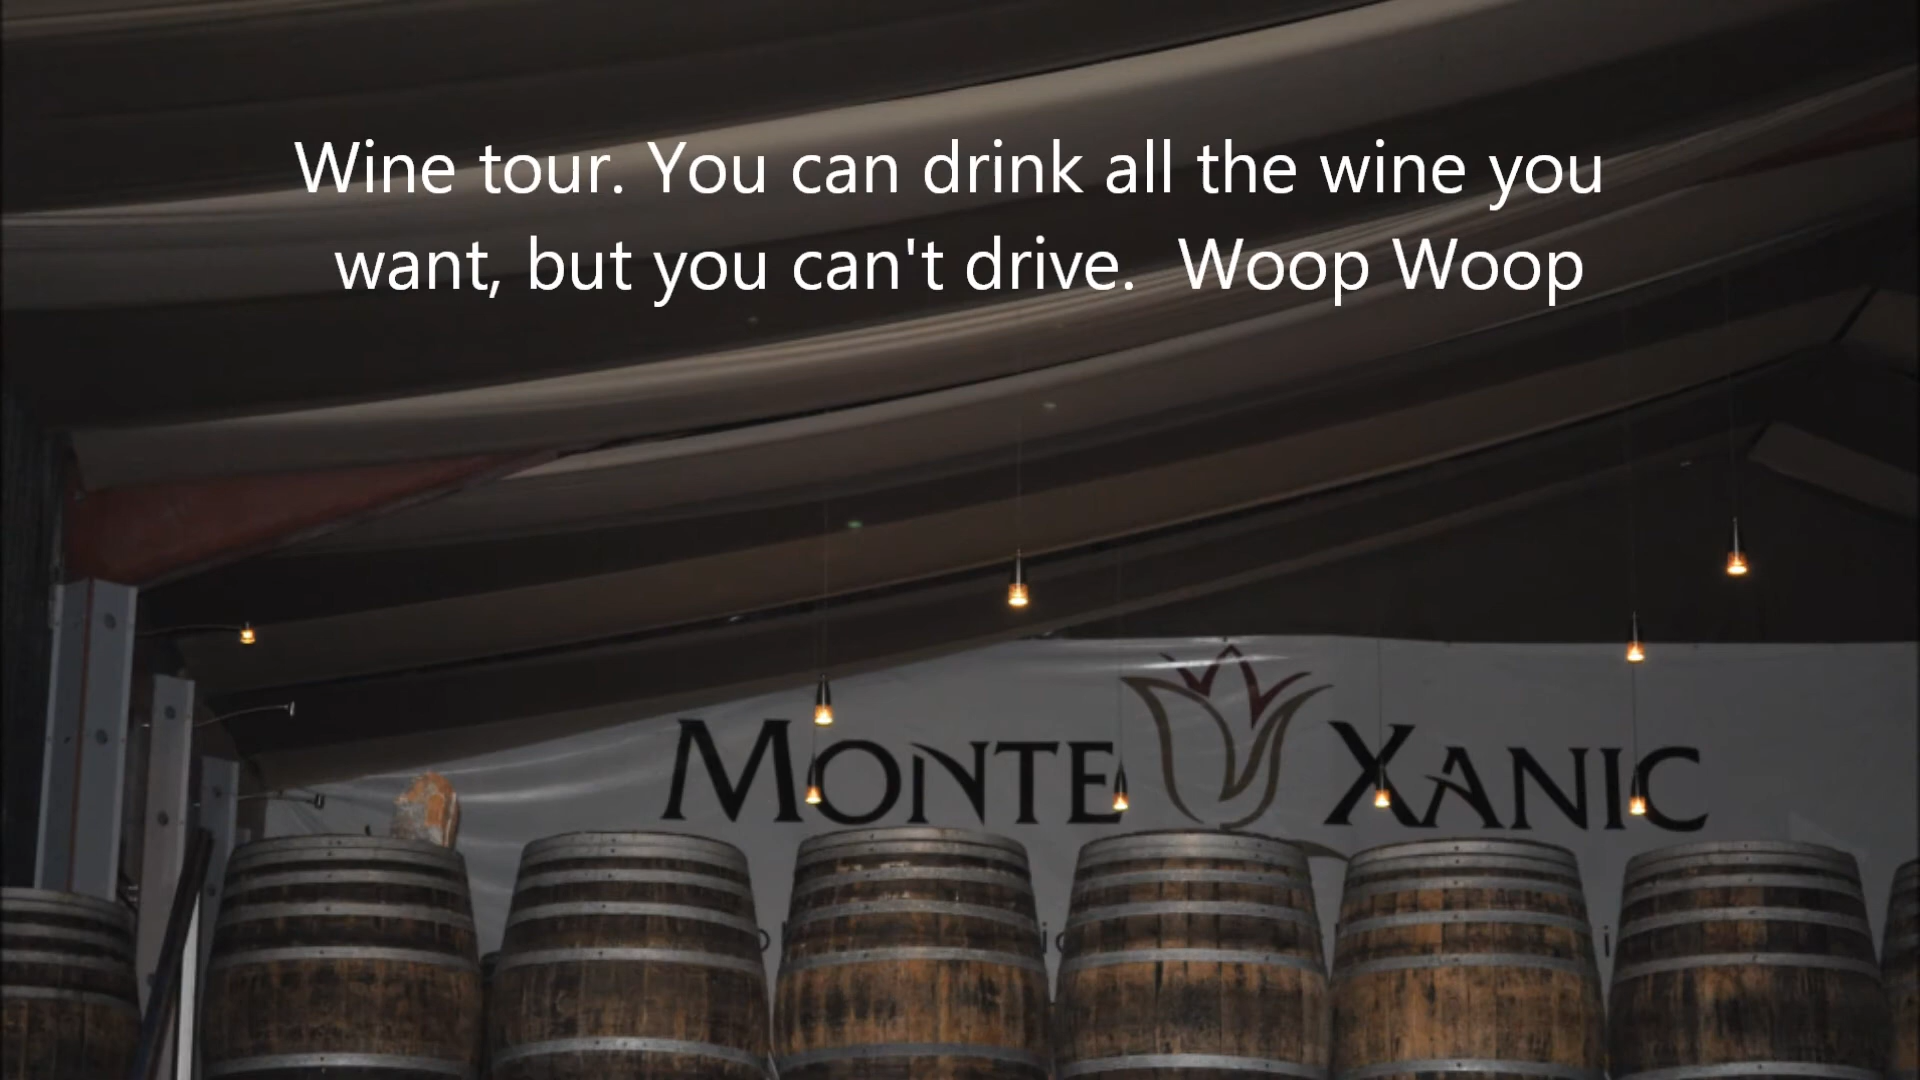 Wine tour. You can drink all the wine you
want, but you can't drive.  Woop Woop
MONTE XANIC